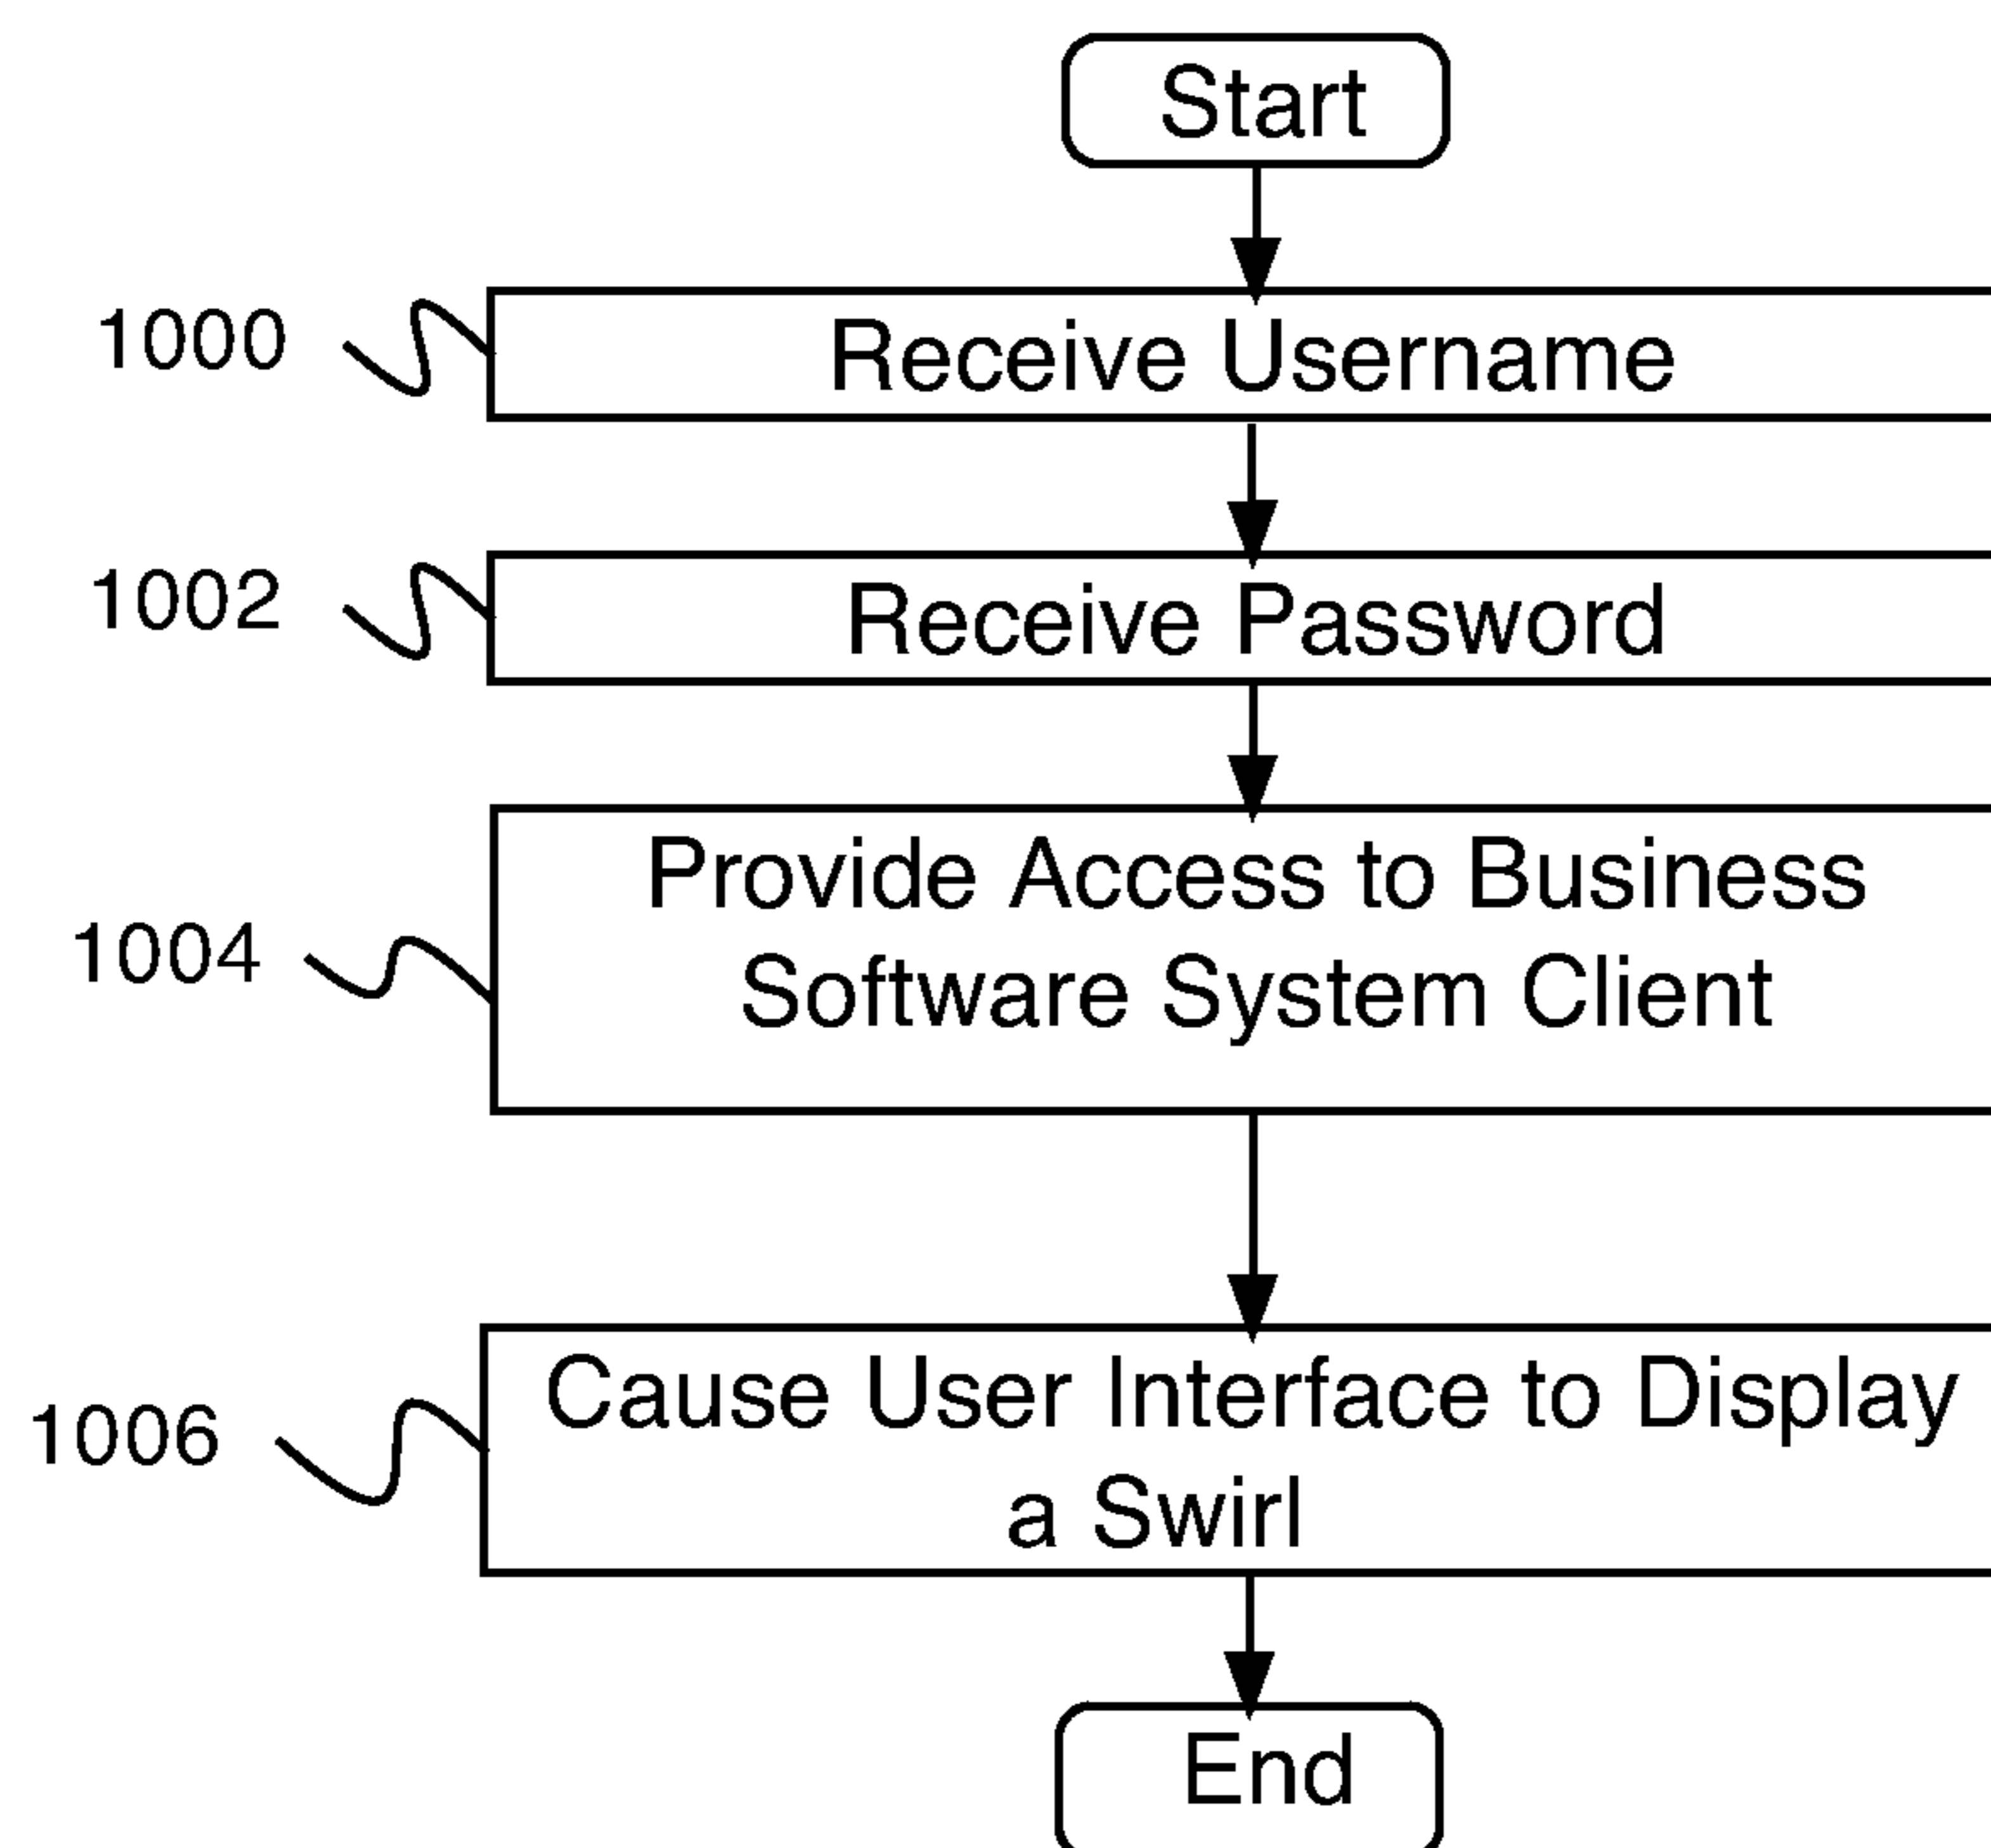 Start
1000
Receive Username
1002
Receive Password
1004
Provide Access to Business
Software System Client
1006
Cause User Interface to Display
a Swirl
End